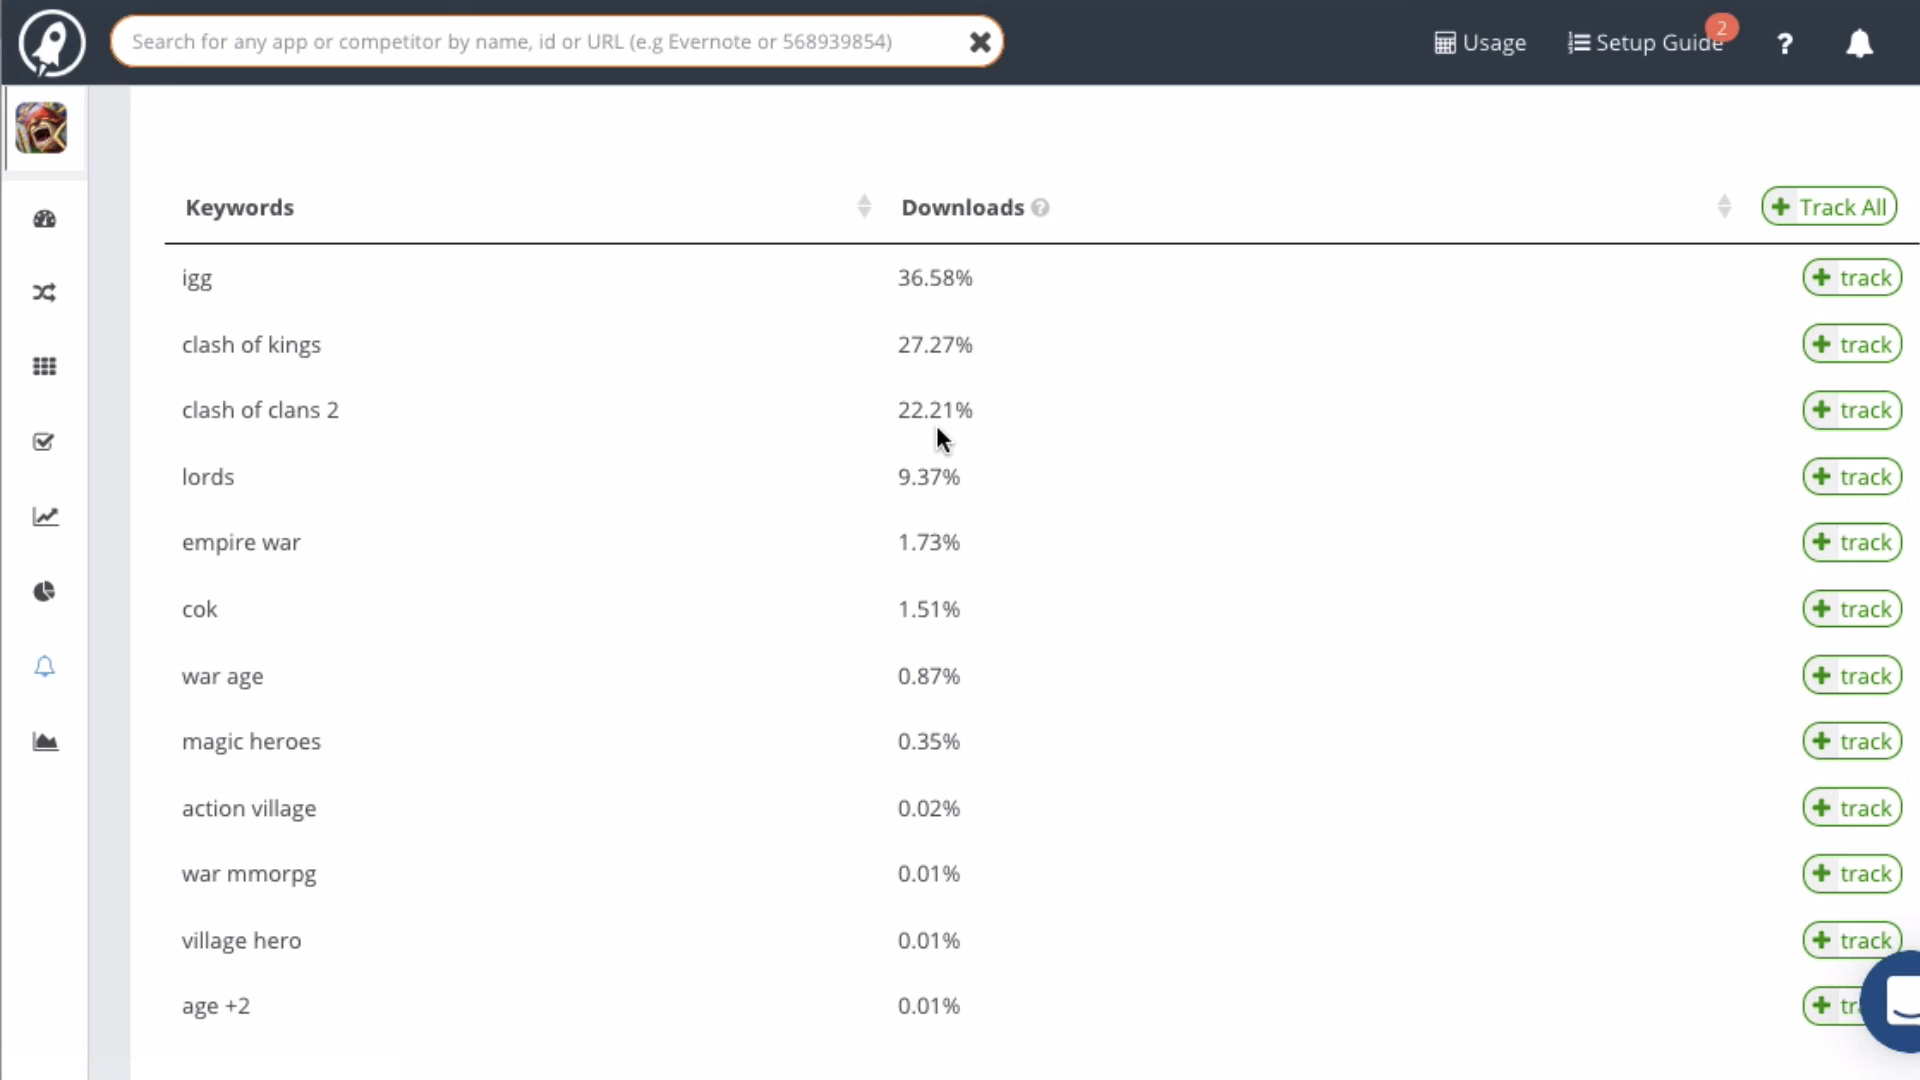 Search for any app or competitor by name, id or URL (e.g Evernote or 568939854)
Usage
Setup Guide 2
?
Keywords Downloads ? + Track All
igg 36.58% + track
clash of kings 27.27% + track
clash of clans 2 22.21% + track
lords 9.37% + track
empire war 1.73% + track
cok 1.51% + track
war age 0.87% + track
magic heroes 0.35% + track
action village 0.02% + track
war mmorpg 0.01% + track
village hero 0.01% + track
age +2 0.01% +